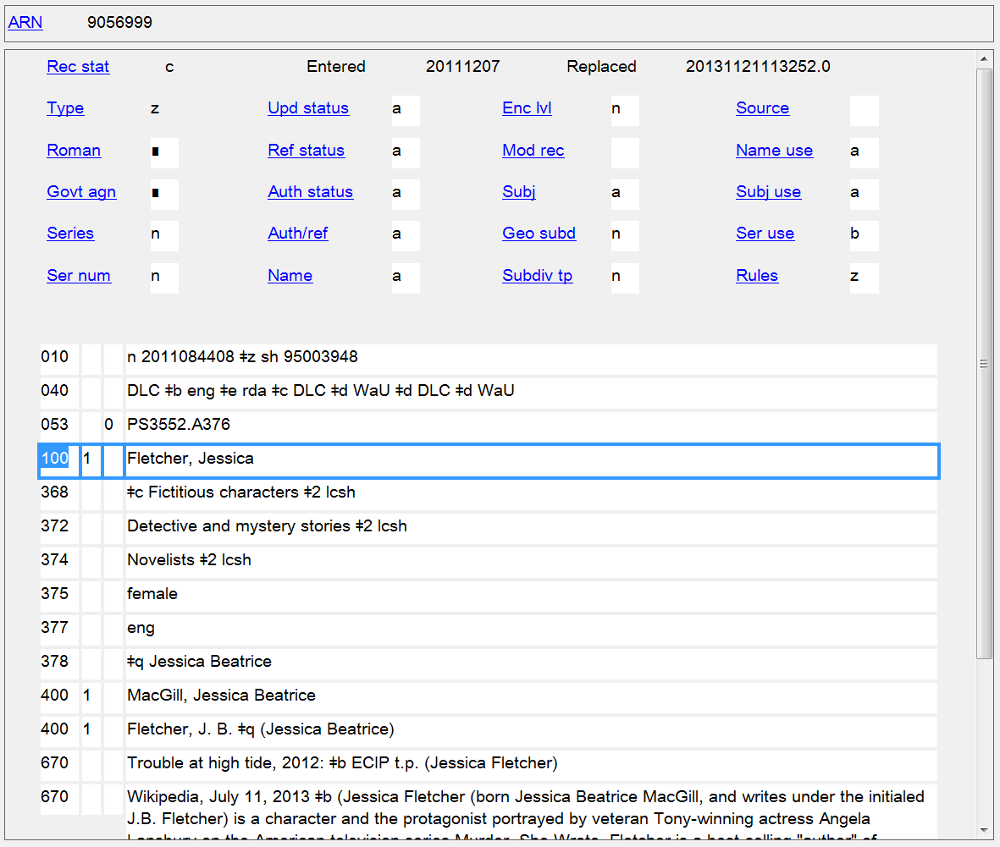 ARN 9056999
Rec stat c Entered 20111207 Replaced 20131121113252.0
Type z Upd status a Enc lvl n Source
Roman ∎ Ref status a Mod rec Name use a
Govt agn ∎ Auth status a Subj a Subj use a
Series n Auth/ref a Geo subd n Ser use b
Ser num n Name a Subdiv tp n Rules z
010 n 2011084408 ǂz sh 95003948
040 DLC ǂb eng ǂe rda ǂc DLC ǂd WaU ǂd DLC ǂd WaU
053 0 PS3552.A376
100 1 Fletcher, Jessica
368 ǂc Fictitious characters ǂ2 lcsh
372 Detective and mystery stories ǂ2 lcsh
374 Novelists ǂ2 lcsh
375 female
377 eng
378 ǂq Jessica Beatrice
400 1 MacGill, Jessica Beatrice
400 1 Fletcher, J. B. ǂq (Jessica Beatrice)
670 Trouble at high tide, 2012: ǂb ECIP t.p. (Jessica Fletcher)
670 Wikipedia, July 11, 2013 ǂb (Jessica Fletcher (born Jessica Beatrice MacGill, and writes under the initialed
J.B. Fletcher) is a character and the protagonist portrayed by veteran Tony-winning actress Angela
Lansbury on the American television series Murder, She Wrote. Fletcher is a best-selling "author" of